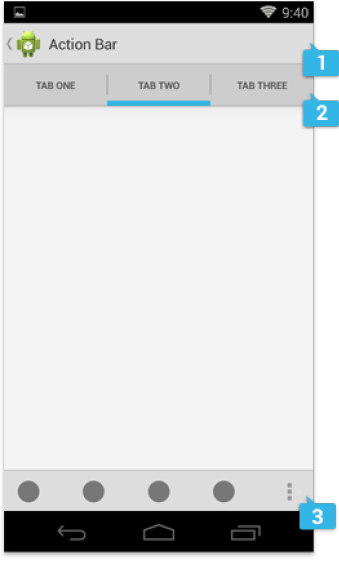 9:40
Action Bar
1
TAB ONE TAB TWO TAB THREE
2
3